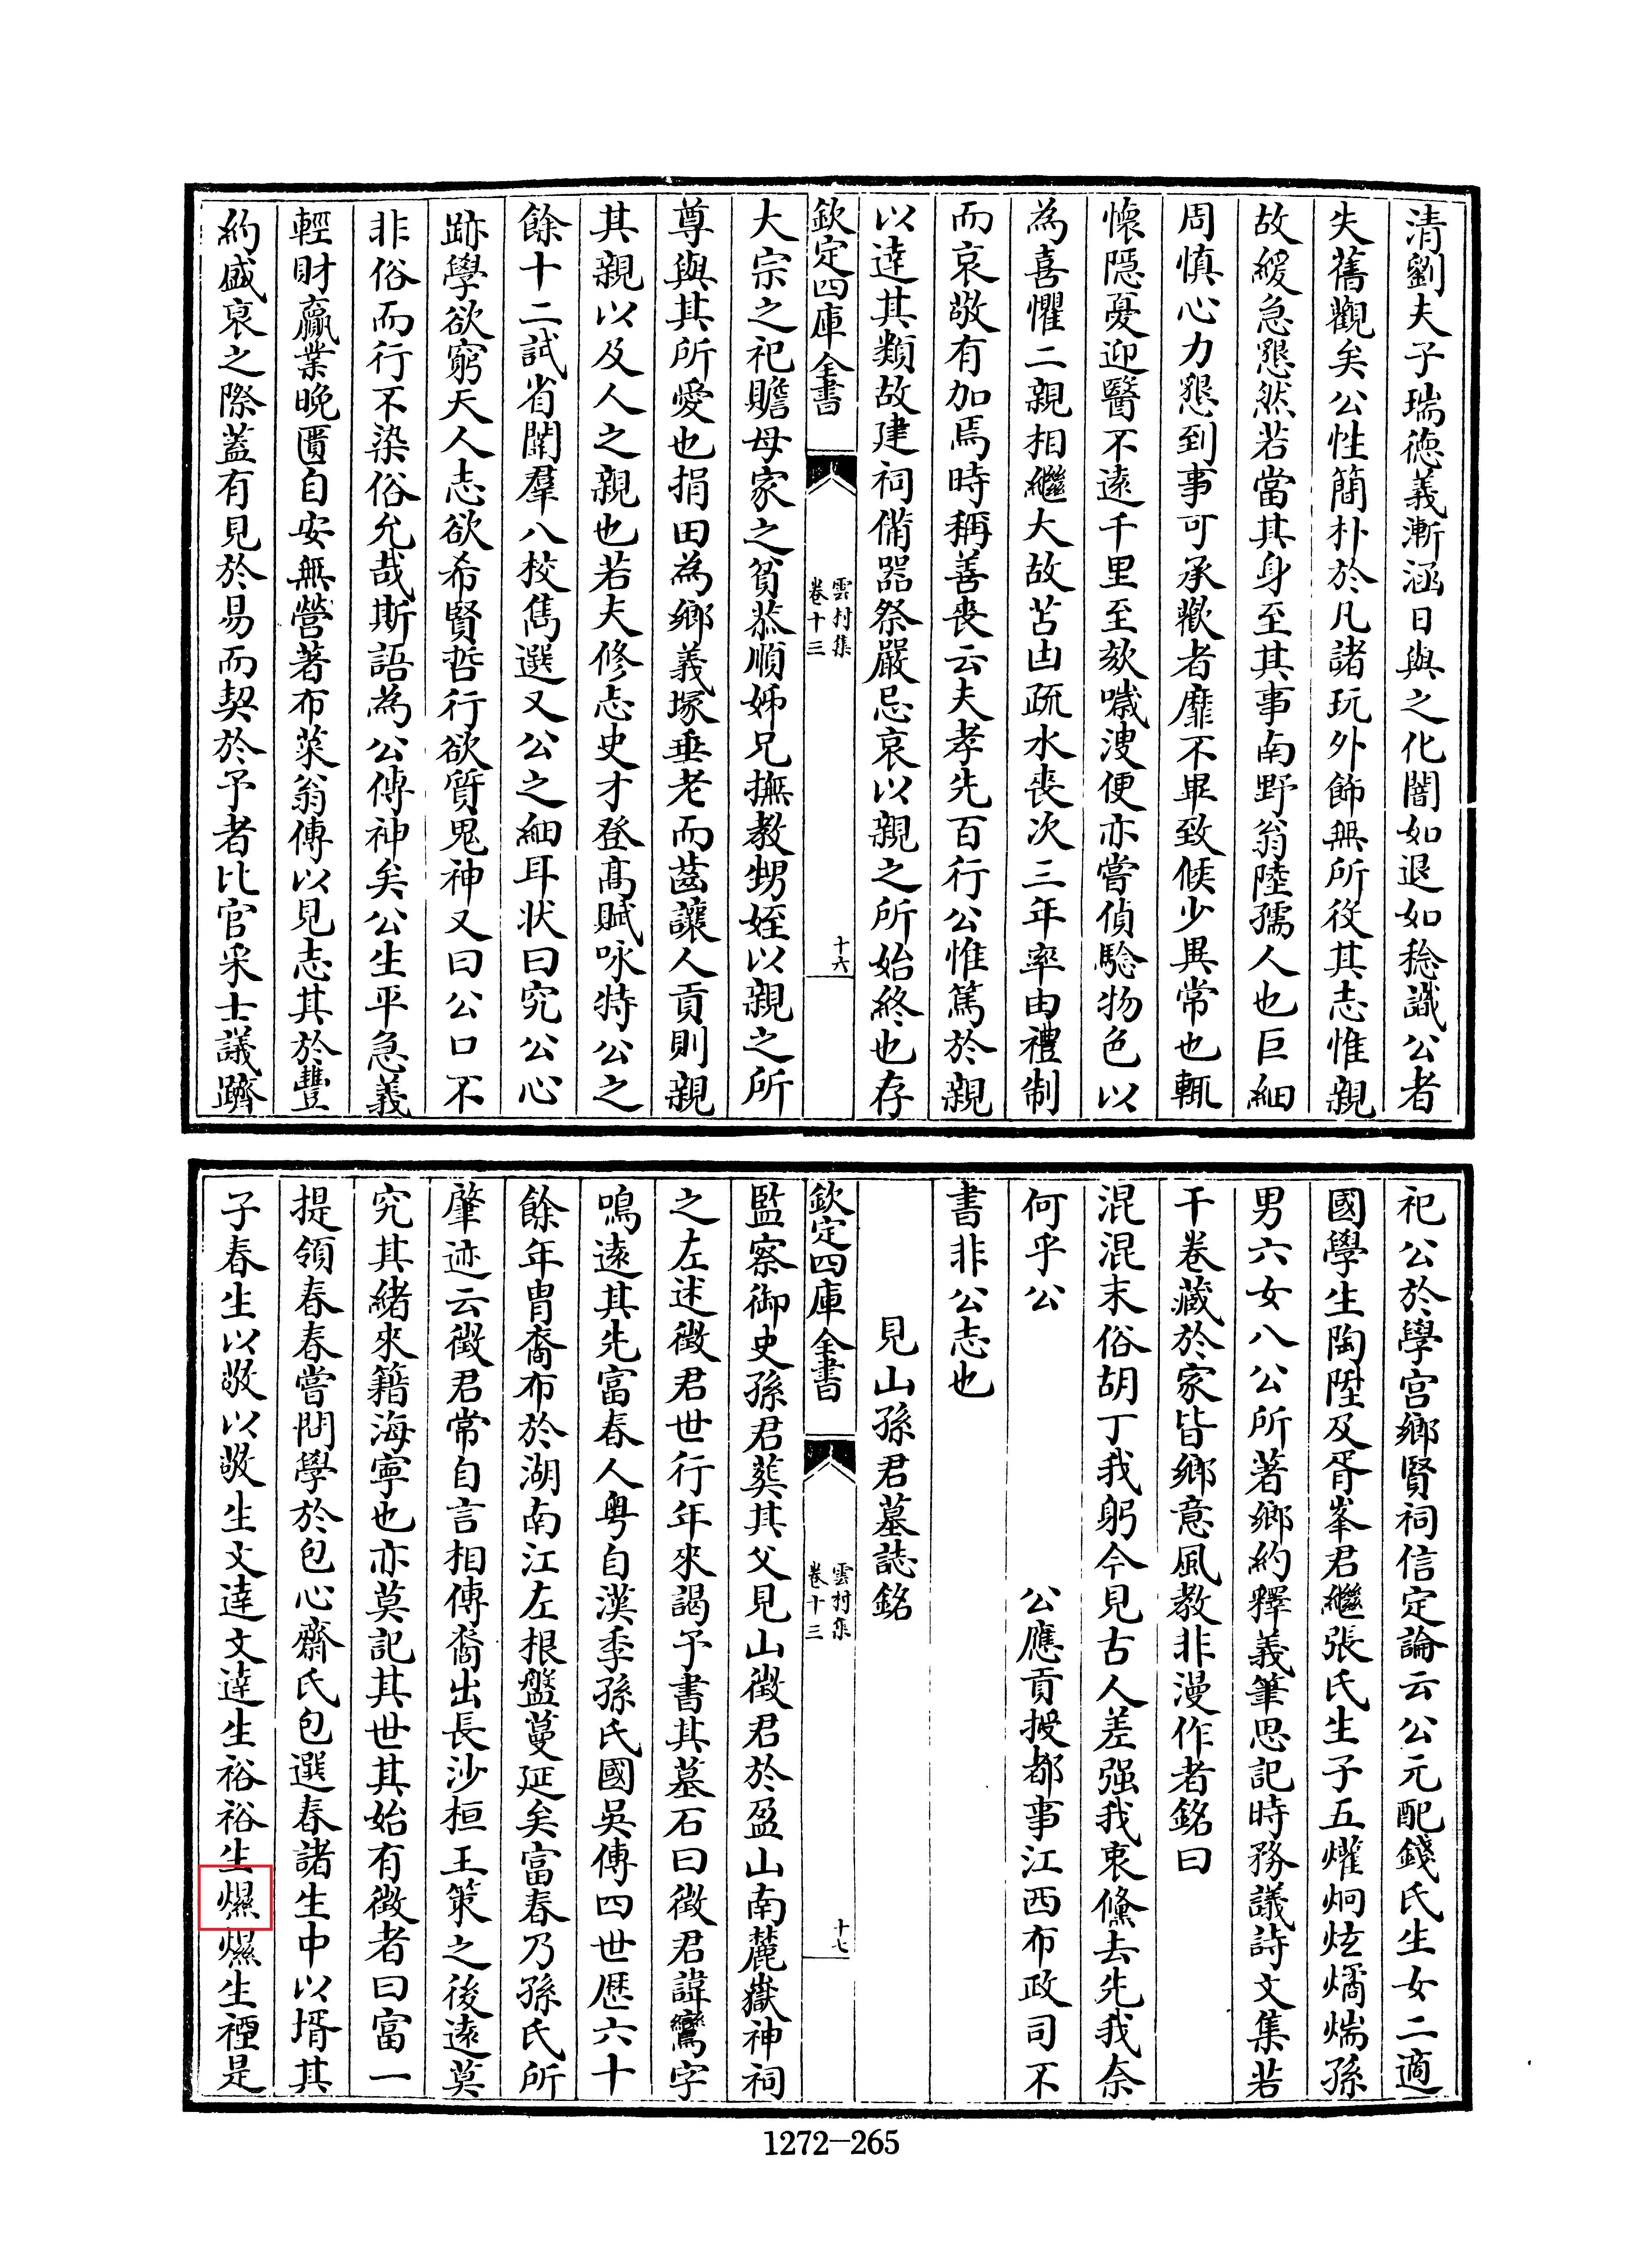 清劉夫子瑞德義漸涵日與之化闇如退如稔識公者
失舊觀矣公性簡朴於凡諸玩外飾無所役其志惟親
故緩急懇然若當其身至其事南野翁陸孺人也巨細
周慎心力懇到事可承歡者靡不畢致候少異常也輒
懷隱憂迎醫不遠千里至欬噦溲便亦嘗偵驗物色以
為喜懼二親相繼大故苫凷疏水喪次三年率由禮制
而哀敬有加焉時稱善喪云夫孝先百行公惟篤於親
以達其類故建祠備器祭嚴忌哀以親之所始終也存
欽定四庫全書
雲村集
卷十三
十六
大宗之祀贍母家之貧恭順姊兄撫教甥姪以親之所
尊與其所愛也捐田為鄉義塚垂老而齒讓人貢則親
其親以及人之親也若夫修志史才登高賦咏特公之
餘十二試省闈羣八校雋選又公之細耳狀曰究公心
跡學欲窮天人志欲希賢哲行欲質鬼神又曰公口不
非俗而行不染俗允哉斯語為公傳神矣公生平急義
輕財羸業晚匱自安無營著布菜翁傳以見志其於豐
約盛衰之際蓋有見於易而契於予者比官采士議躋
祀公於學宫鄉賢祠信定論云公元配錢氏生女二適
國學生陶陞及胥峯君繼張氏生子五爟炯炫燏煓孫
男六女八公所著鄉約釋義筆思記時務議詩文集若
干卷藏於家皆鄉意風教非漫作者銘曰
混混末俗胡丁我躬今見古人差强我衷儵去先我奈
何乎公 公應貢授都事江西布政司不
書非公志也
見山孫君墓誌銘
欽定四庫全書
雲村集
卷十三
十七
監察御史孫君葬其父見山徵君於盈山南麓嶽神祠
之左述徵君世行年來謁予書其墓石曰徵君諱鸞字
鳴遠其先富春人粤自漢季孫氏國吳傳四世歷六十
餘年胄裔布於湖南江左根盤蔓延矣富春乃孫氏所
肇迹云徵君常自言相傳裔出長沙桓王策之後遠莫
究其緒來籍海寧也亦莫記其世其始有徵者曰富一
提領春春嘗問學於包心齋氏包選春諸生中以壻其
子春生以敬以敬生文達文達生裕裕生㷷㷷生禋是